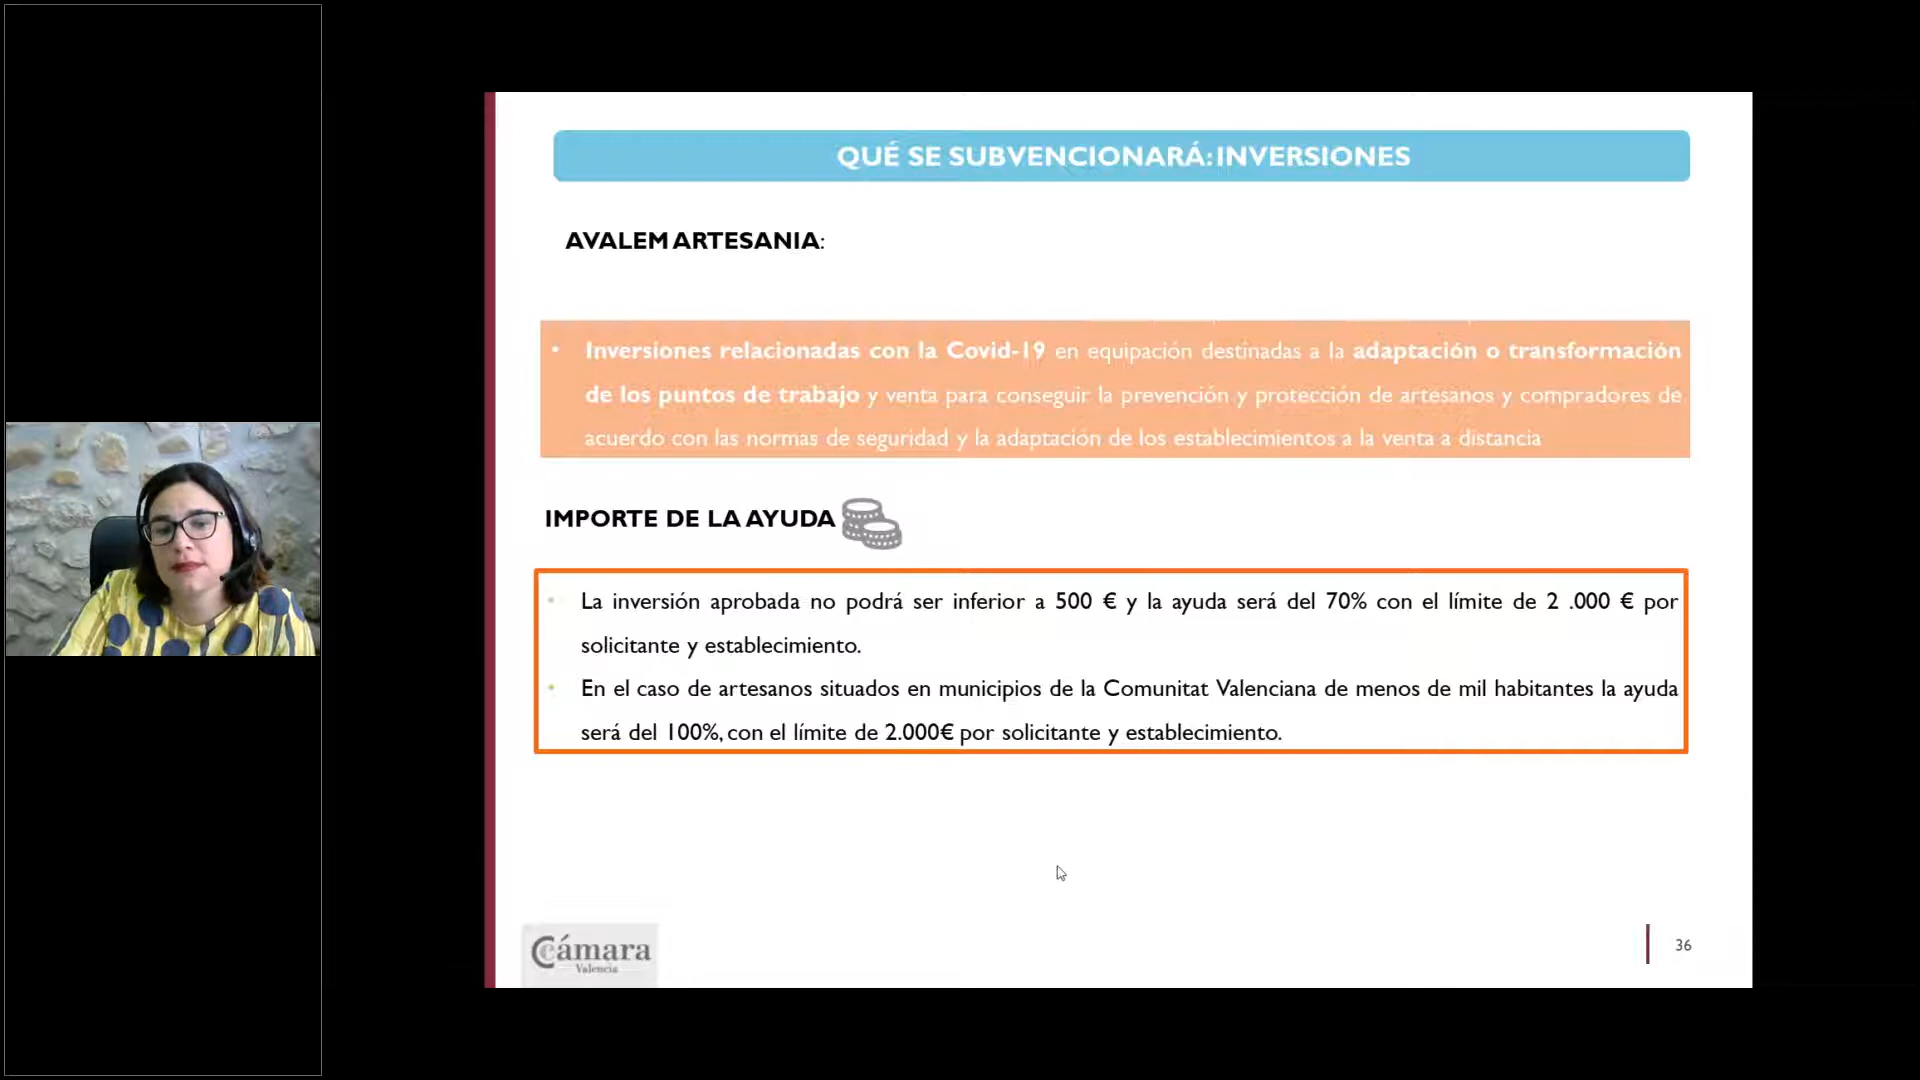 QUÉ SE SUBVENCIONARÁ: INVERSIONES
AVALEM ARTESANIA:
• Inversiones relacionadas con la Covid-19 en equipación destinadas a la adaptación o transformación
de los puntos de trabajo y venta para conseguir la prevención y protección de artesanos y compradores de
acuerdo con las normas de seguridad y la adaptación de los establecimientos a la venta a distancia
IMPORTE DE LA AYUDA
• La inversión aprobada no podrá ser inferior a 500 € y la ayuda será del 70% con el límite de 2 .000 € por
solicitante y establecimiento.
• En el caso de artesanos situados en municipios de la Comunitat Valenciana de menos de mil habitantes la ayuda
será del 100%, con el límite de 2.000€ por solicitante y establecimiento.
Cámara
Valencia
36